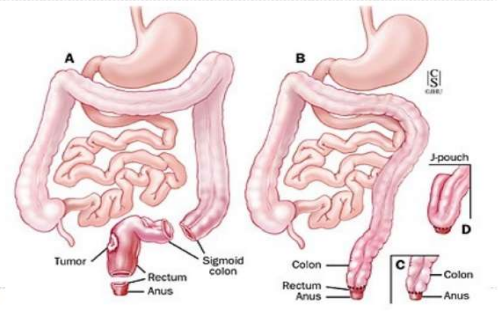 A
B
C
S
J-pouch
D
Tumor
Sigmoid
colon
Rectum
Anus
Colon
Rectum
Anus
C
Colon
Anus